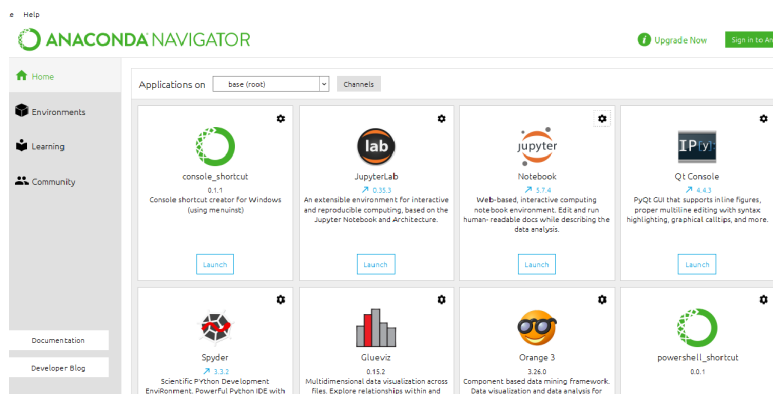 e Help
ANACONDA NAVIGATOR
i Upgrade Now
Sign in to An
Home
Environments
Learning
Community
Documentation
Developer Blog
Applications on base (root) Channels
console_shortcut
0.1.1
Console shortcut creator for Windows
(using menuinst)
Launch
lab
JupyterLab
0.35.3
An extensible environment for interactive
and reproducible computing, based on the
Jupyter Notebook and Architecture.
Launch
jupyter
Notebook
5.7.4
Web-based, interactive computing
notebook environment. Edit and run
human-readable docs while describing the
data analysis.
Launch
IP[y]:
Qt Console
4.4.3
PyQt GUI that supports inline figures,
proper multiline editing with syntax
highlighting, graphical calltips, and more.
Launch
Spyder
3.3.2
Scientific PYthon Development
EnviRonment. Powerful Python IDE with
Glueviz
0.15.2
Multidimensional data visualization across
files. Explore relationships within and
Orange 3
3.26.0
Component based data mining framework.
Data visualization and data analysis for
powershell_shortcut
0.0.1